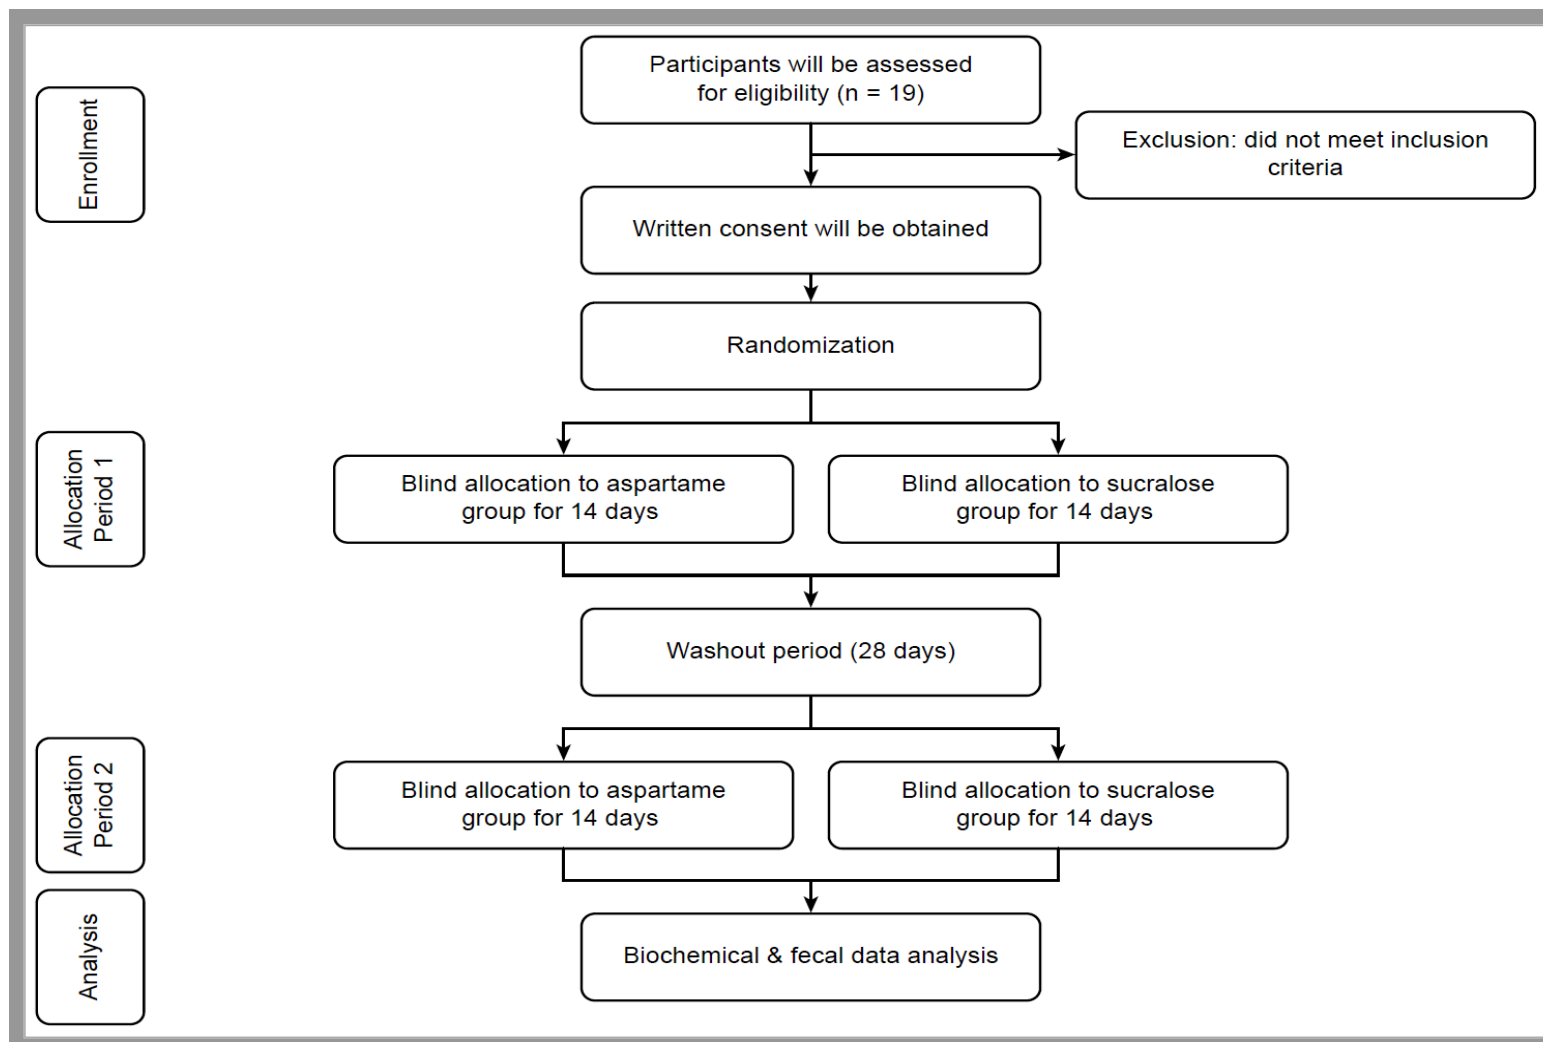 Participants will be assessed
for eligibility (n = 19)
Enrollment
Exclusion: did not meet inclusion
criteria
Written consent will be obtained
Randomization
Allocation
Period 1
Blind allocation to aspartame
group for 14 days
Blind allocation to sucralose
group for 14 days
Washout period (28 days)
Allocation
Period 2
Blind allocation to aspartame
group for 14 days
Blind allocation to sucralose
group for 14 days
Analysis
Biochemical & fecal data analysis